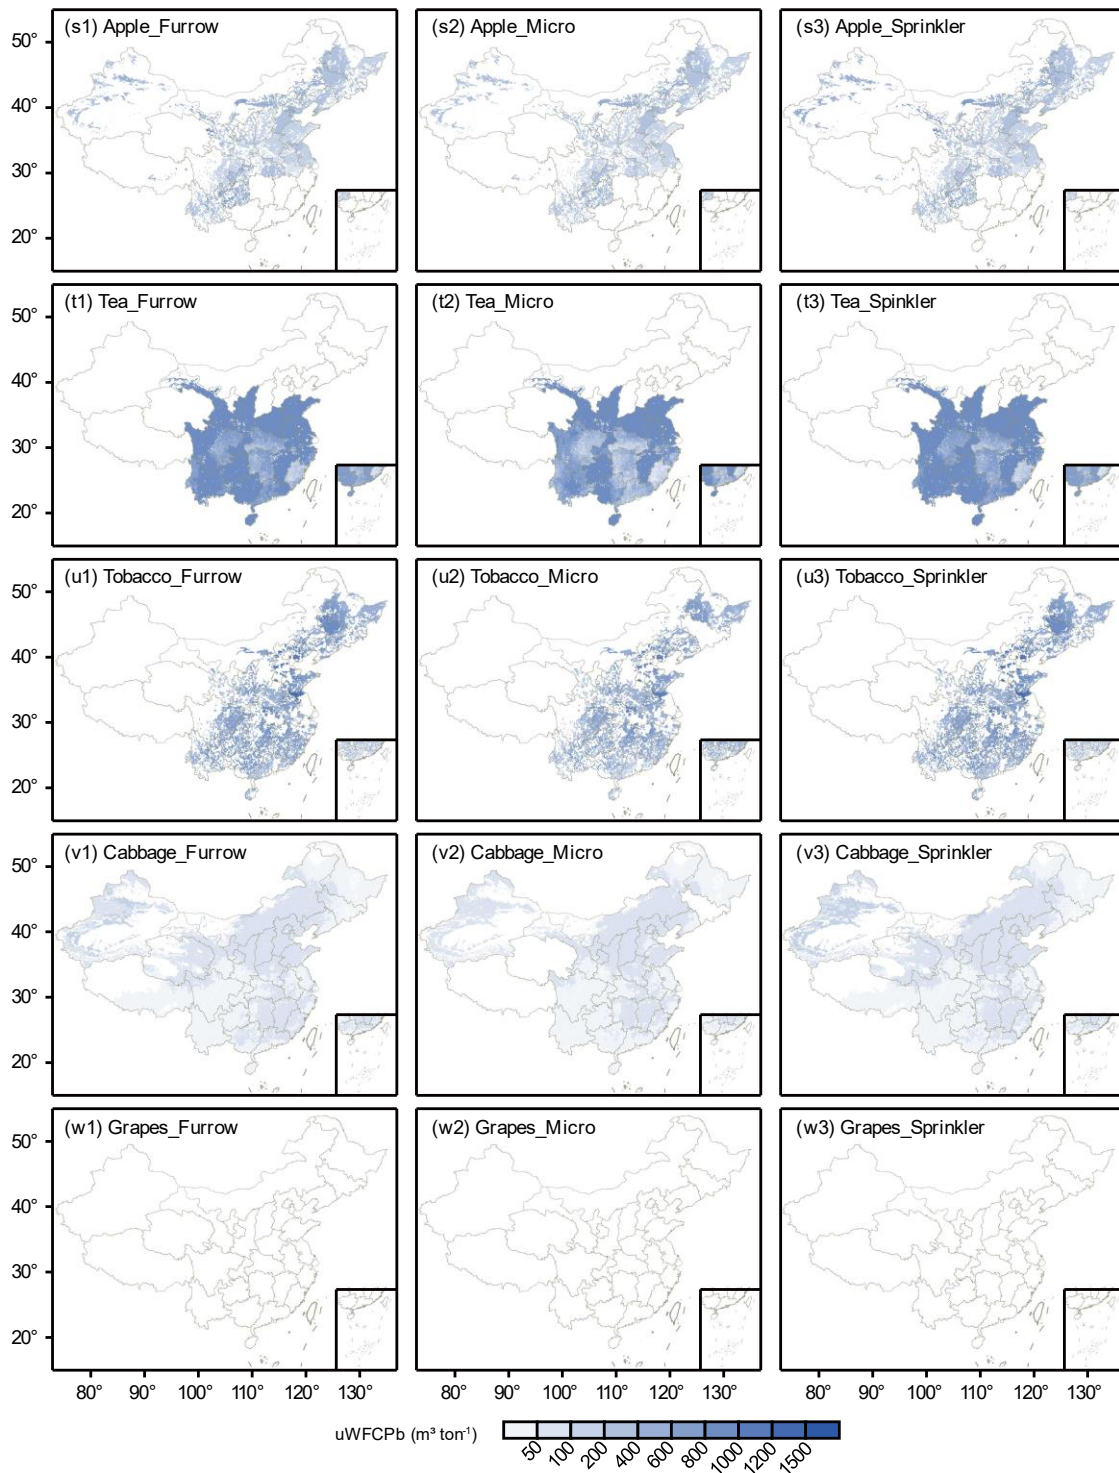 (s1) Apple_Furrow
(s2) Apple_Micro
(s3) Apple_Sprinkler
50°
40°
30°
20°
(t1) Tea_Furrow
(t2) Tea_Micro
(t3) Tea_Spinkler
50°
40°
30°
20°
(u1) Tobacco_Furrow
(u2) Tobacco_Micro
(u3) Tobacco_Sprinkler
50°
40°
30°
20°
(v1) Cabbage_Furrow
(v2) Cabbage_Micro
(v3) Cabbage_Sprinkler
50°
40°
30°
20°
(w1) Grapes_Furrow
(w2) Grapes_Micro
(w3) Grapes_Sprinkler
50°
40°
30°
20°
80° 90° 100° 110° 120° 130°
80° 90° 100° 110° 120° 130°
80° 90° 100° 110° 120° 130°
uWFCPb (m³ ton⁻¹)
50 100 200 400 600 800 1000 1200 1500